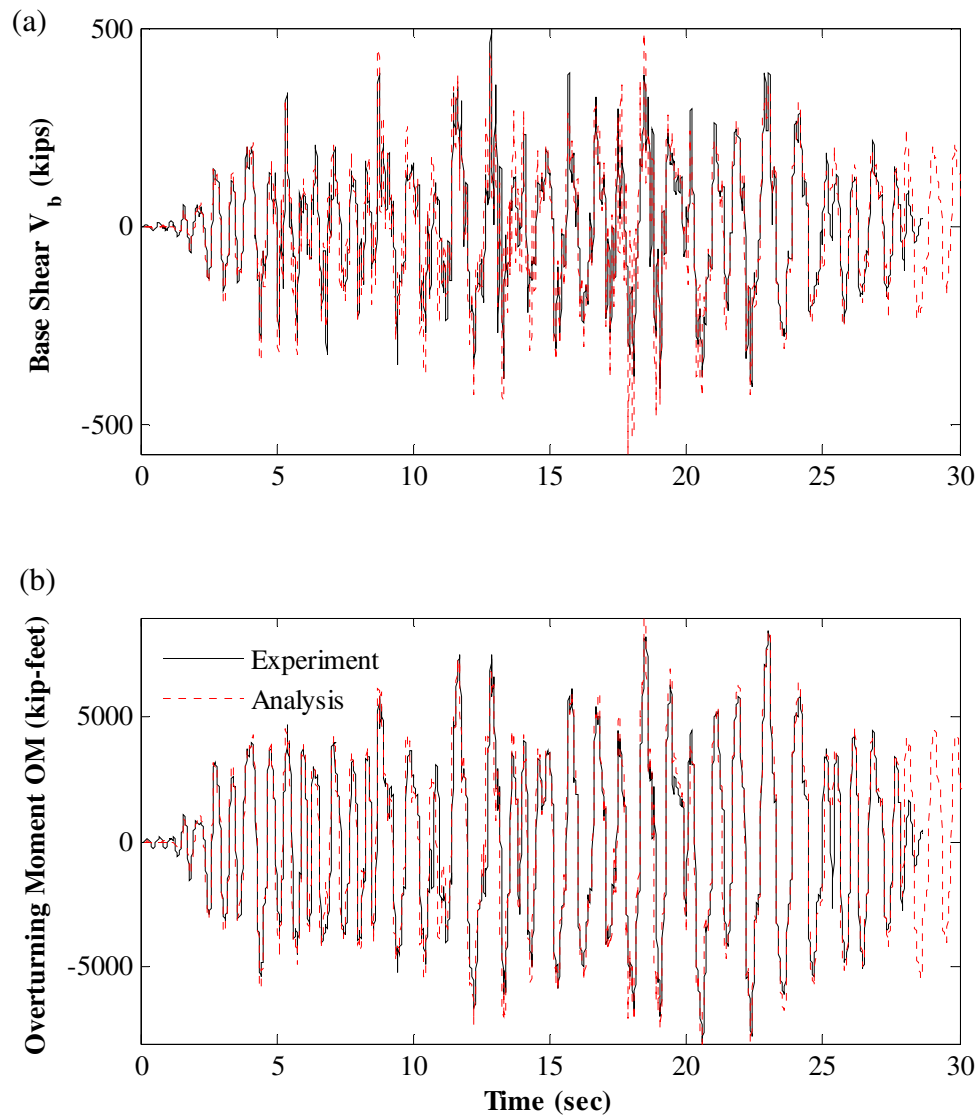 (a)
500
0
-500
Base Shear V_b (kips)
0 5 10 15 20 25 30
(b)
Experiment
Analysis
5000
0
-5000
Overturning Moment OM (kip-feet)
0 5 10 15 20 25 30
Time (sec)